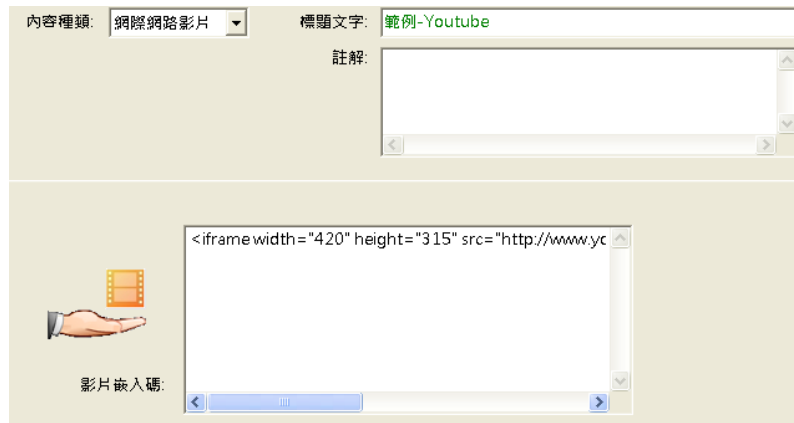 內容種類: 網際網路影片 標題文字: 範例-Youtube
註解:
<iframe width="420" height="315" src="http://www.yc
影片嵌入碼: